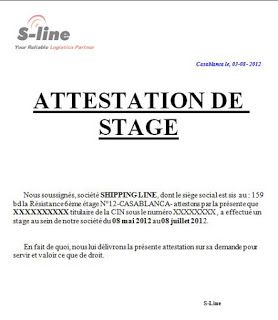 S-line
Your Reliable Logistics Partner
Casablanca le, 03-08- 2012
ATTESTATION DE
STAGE
Nous soussignés, société SHIPPING LINE, dont le siège social est sis au : 159
bd la Résistance 6ème étage N°12-CASABLANCA- attestons par la présente que
XXXXXXXXXX titulaire de la CIN sous le numéro XXXXXXXX , a effectué un
stage au sein de notre société du 08 mai 2012 au 08 juillet 2012.
En fait de quoi, nous lui délivrons la présente attestation sur sa demande pour
servir et valoir ce que de droit.
S-Line